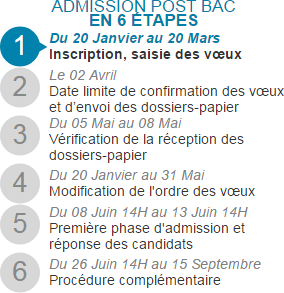 ADMISSION POST BAC
EN 6 ÉTAPES
1
Du 20 Janvier au 20 Mars
Inscription, saisie des vœux
2
Le 02 Avril
Date limite de confirmation des vœux
et d'envoi des dossiers-papier
3
Du 05 Mai au 08 Mai
Vérification de la réception des
dossiers-papier
4
Du 20 Janvier au 31 Mai
Modification de l'ordre des vœux
5
Du 08 Juin 14H au 13 Juin 14H
Première phase d'admission et
réponse des candidats
6
Du 26 Juin 14H au 15 Septembre
Procédure complémentaire